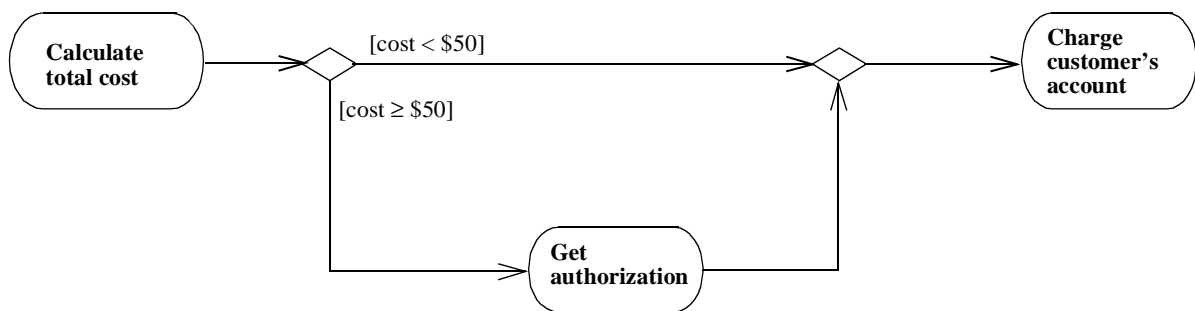 Calculate
total cost
[cost < $50]
[cost ≥ $50]
Get
authorization
Charge
customer’s
account